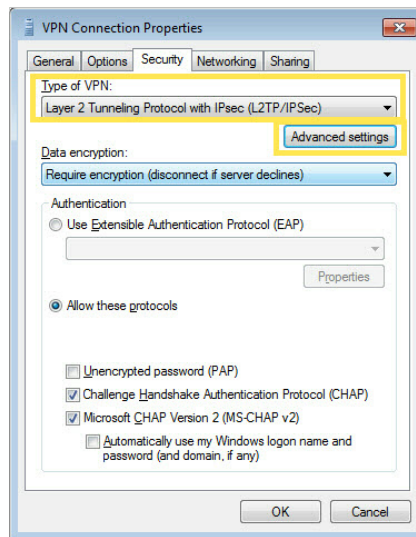 VPN Connection Properties
General Options Security Networking Sharing
Type of VPN:
Layer 2 Tunneling Protocol with IPsec (L2TP/IPSec)
Advanced settings
Data encryption:
Require encryption (disconnect if server declines)
Authentication
Use Extensible Authentication Protocol (EAP)
Properties
Allow these protocols
Unencrypted password (PAP)
Challenge Handshake Authentication Protocol (CHAP)
Microsoft CHAP Version 2 (MS-CHAP v2)
Automatically use my Windows logon name and
password (and domain, if any)
OK Cancel